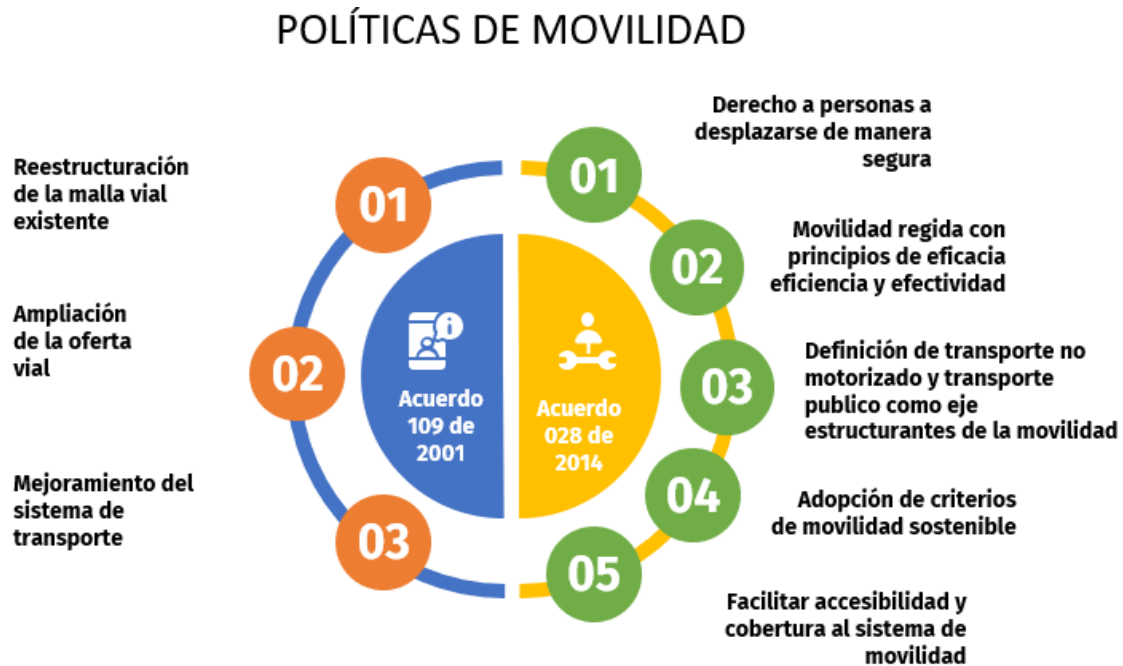 POLÍTICAS DE MOVILIDAD
01
Reestructuración
de la malla vial
existente
02
Ampliación
de la oferta
vial
03
Mejoramiento del
sistema de
transporte
Acuerdo
109 de
2001
Acuerdo
028 de
2014
01
Derecho a personas a
desplazarse de manera
segura
02
Movilidad regida con
principios de eficacia
eficiencia y efectividad
03
Definición de transporte no
motorizado y transporte
publico como eje
estructurantes de la movilidad
04
Adopción de criterios
de movilidad sostenible
05
Facilitar accesibilidad y
cobertura al sistema de
movilidad